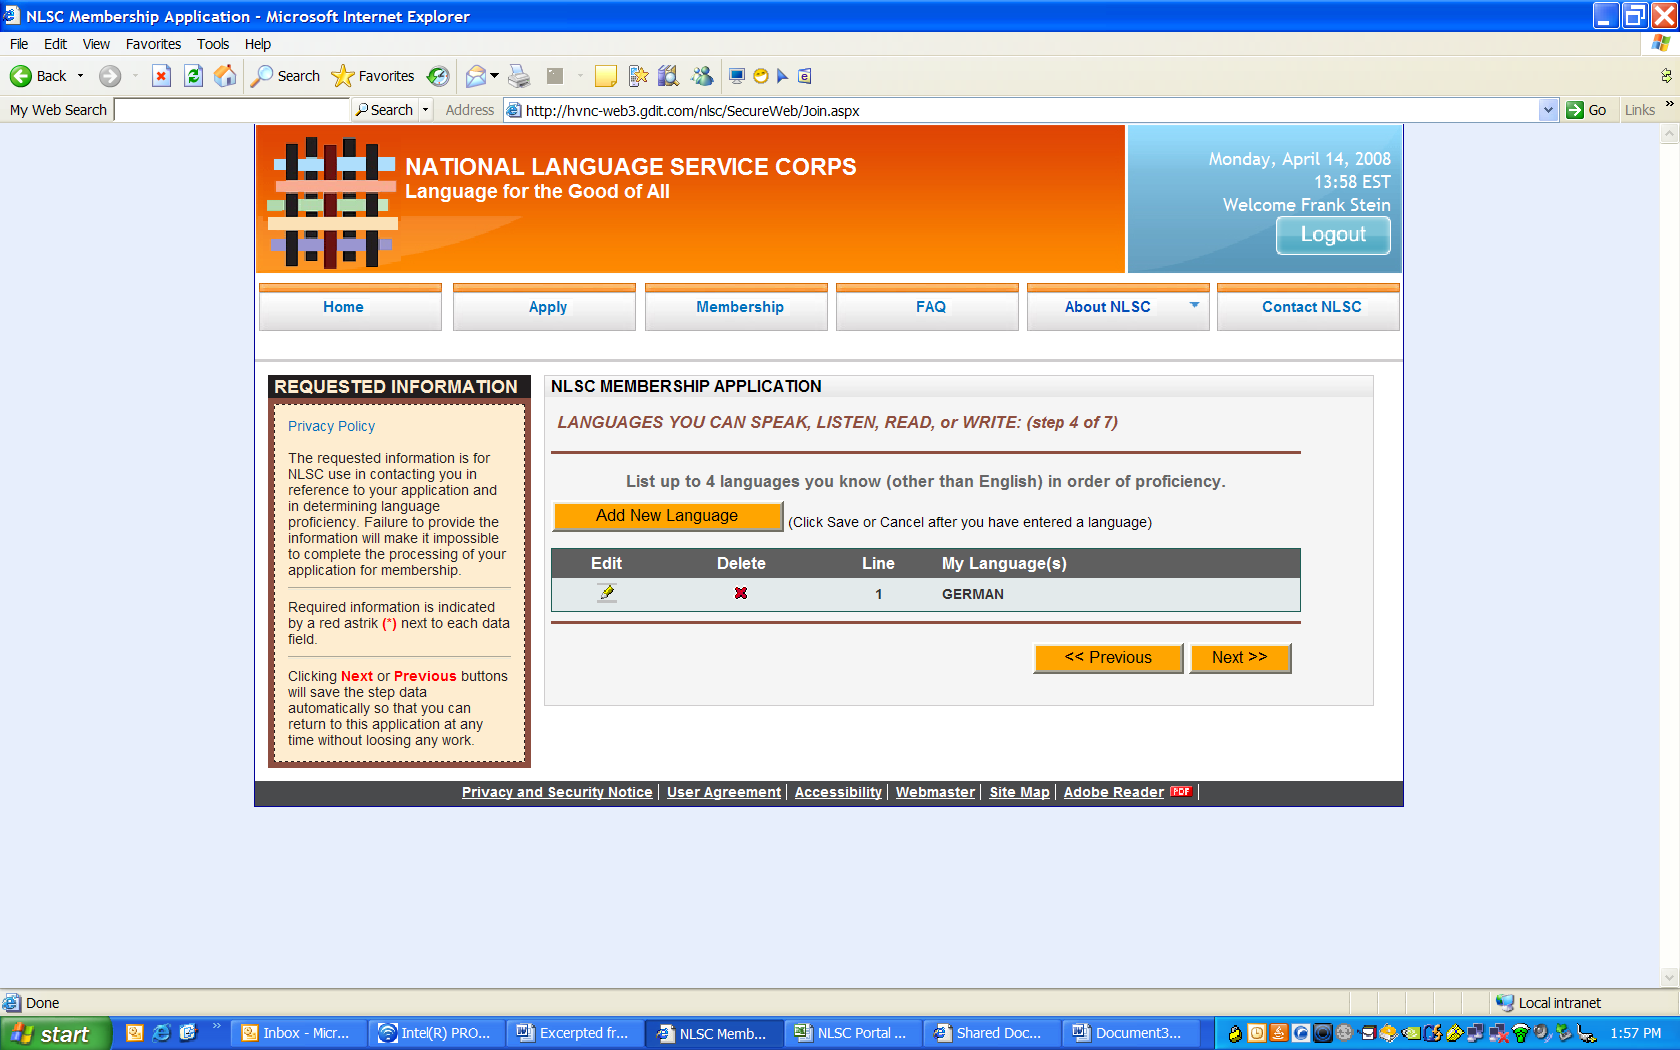 NLSC Membership Application - Microsoft Internet Explorer
File Edit View Favorites Tools Help
Back Search Favorites
My Web Search Search Address http://hvnc-web3.gdit.com/nlsc/SecureWeb/Join.aspx Go Links »
NATIONAL LANGUAGE SERVICE CORPS
Language for the Good of All
Monday, April 14, 2008
13:58 EST
Welcome Frank Stein
Logout
Home Apply Membership FAQ About NLSC Contact NLSC
REQUESTED INFORMATION
Privacy Policy
The requested information is for
NLSC use in contacting you in
reference to your application and
in determining language
proficiency. Failure to provide the
information will make it impossible
to complete the processing of your
application for membership.
Required information is indicated
by a red astrik (*) next to each data
field.
Clicking Next or Previous buttons
will save the step data
automatically so that you can
return to this application at any
time without loosing any work.
NLSC MEMBERSHIP APPLICATION
LANGUAGES YOU CAN SPEAK, LISTEN, READ, or WRITE: (step 4 of 7)
List up to 4 languages you know (other than English) in order of proficiency.
Add New Language (Click Save or Cancel after you have entered a language)
Edit Delete Line My Language(s)
1 GERMAN
<< Previous Next >>
Privacy and Security Notice | User Agreement | Accessibility | Webmaster | Site Map | Adobe Reader PDF |
Done Local intranet
start » Inbox - Micr... Intel(R) PRO... Excerpted fr... NLSC Memb... NLSC Portal ... Shared Doc... Document3... 1:57 PM